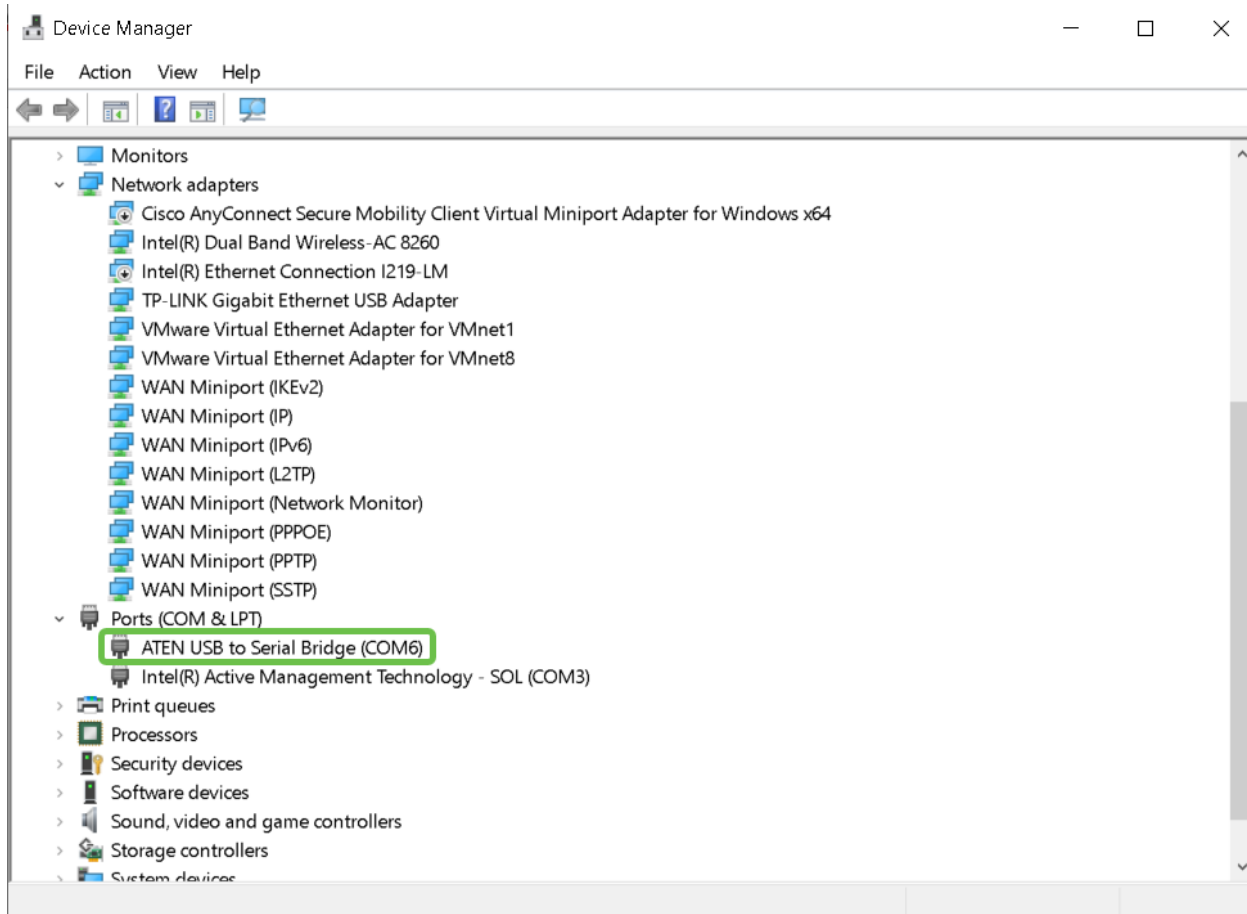 Device Manager
File Action View Help
Monitors
Network adapters
Cisco AnyConnect Secure Mobility Client Virtual Miniport Adapter for Windows x64
Intel(R) Dual Band Wireless-AC 8260
Intel(R) Ethernet Connection I219-LM
TP-LINK Gigabit Ethernet USB Adapter
VMware Virtual Ethernet Adapter for VMnet1
VMware Virtual Ethernet Adapter for VMnet8
WAN Miniport (IKEv2)
WAN Miniport (IP)
WAN Miniport (IPv6)
WAN Miniport (L2TP)
WAN Miniport (Network Monitor)
WAN Miniport (PPPOE)
WAN Miniport (PPTP)
WAN Miniport (SSTP)
Ports (COM & LPT)
ATEN USB to Serial Bridge (COM6)
Intel(R) Active Management Technology - SOL (COM3)
Print queues
Processors
Security devices
Software devices
Sound, video and game controllers
Storage controllers
System devices